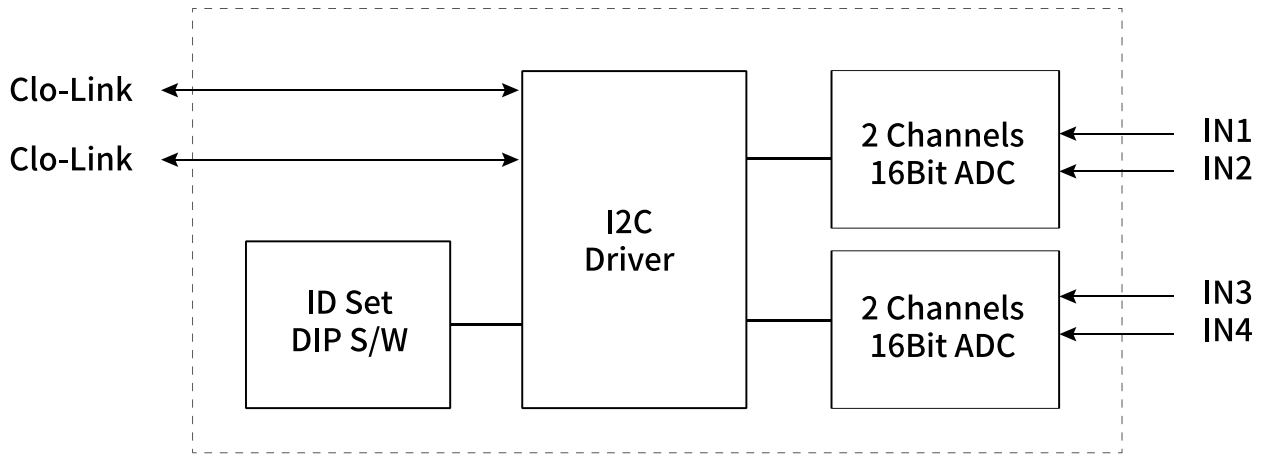 Clo-Link
Clo-Link
ID Set
DIP S/W
I2C
Driver
2 Channels
16Bit ADC
IN1
IN2
2 Channels
16Bit ADC
IN3
IN4